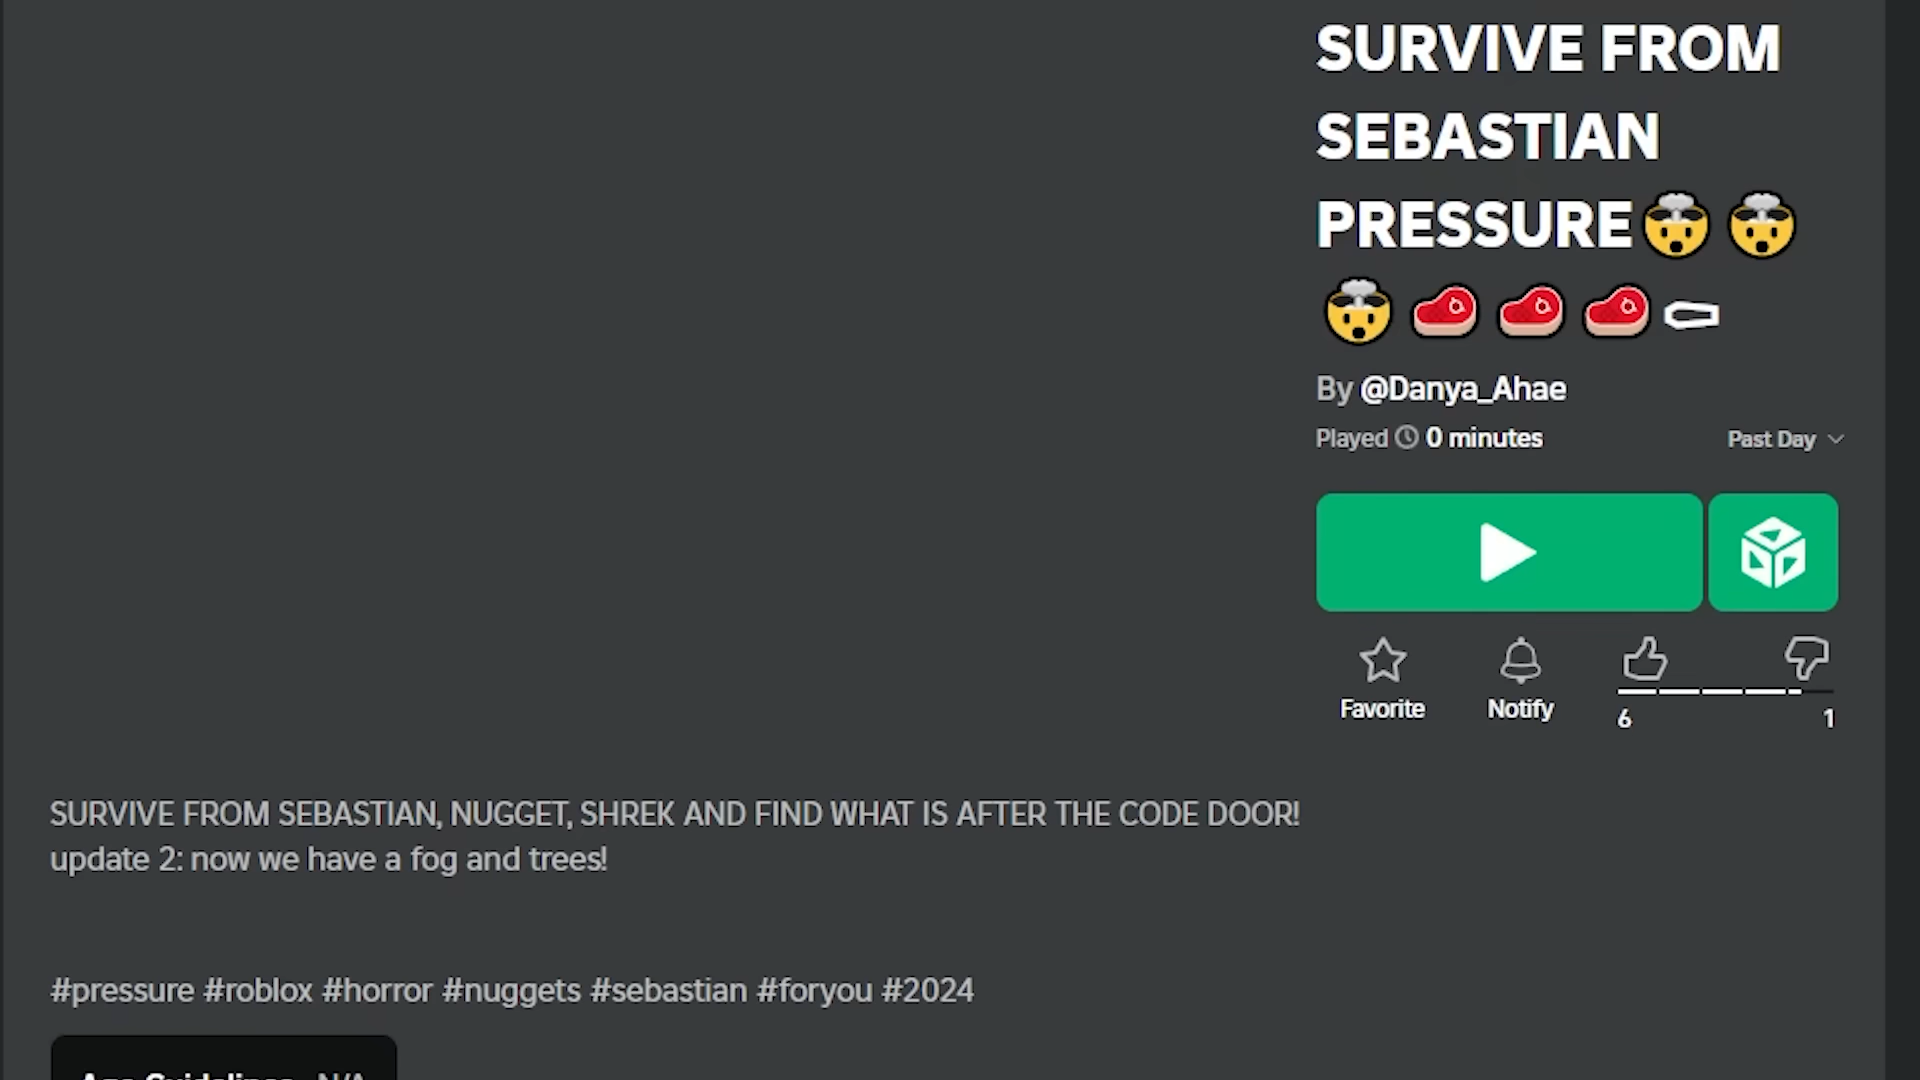 SURVIVE FROM
SEBASTIAN
PRESSURE🤯🤯
🤯🥩🥩🥩⚰
By @Danya_Ahae
Played 0 minutes
Past Day
Favorite
Notify
6
1
SURVIVE FROM SEBASTIAN, NUGGET, SHREK AND FIND WHAT IS AFTER THE CODE DOOR!
update 2: now we have a fog and trees!
#pressure #roblox #horror #nuggets #sebastian #foryou #2024
Age Guidelines N/A